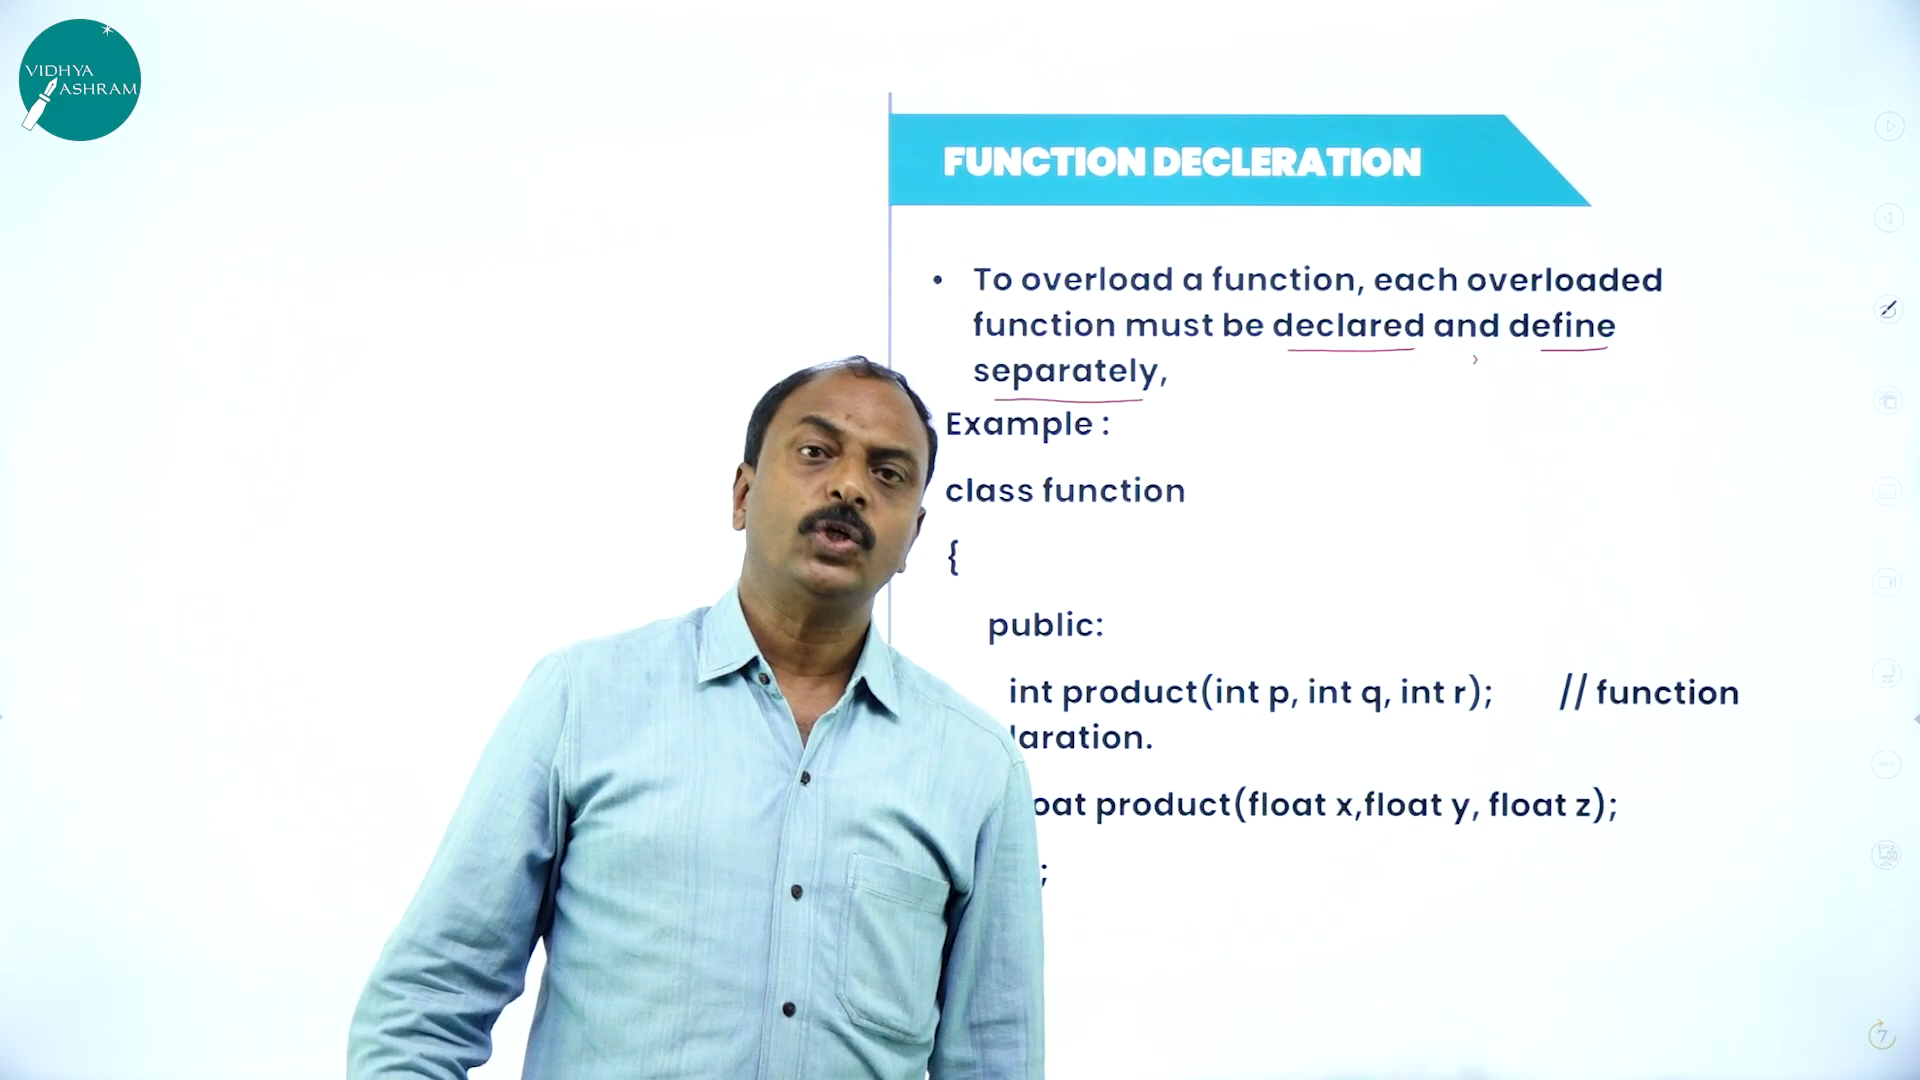 VIDHYA
ASHRAM
FUNCTION DECLERATION
• To overload a function, each overloaded
function must be declared and define
separately,
Example :
class function
{
public:
int product(int p, int q, int r); // function
laration.
oat product(float x,float y, float z);
;
7